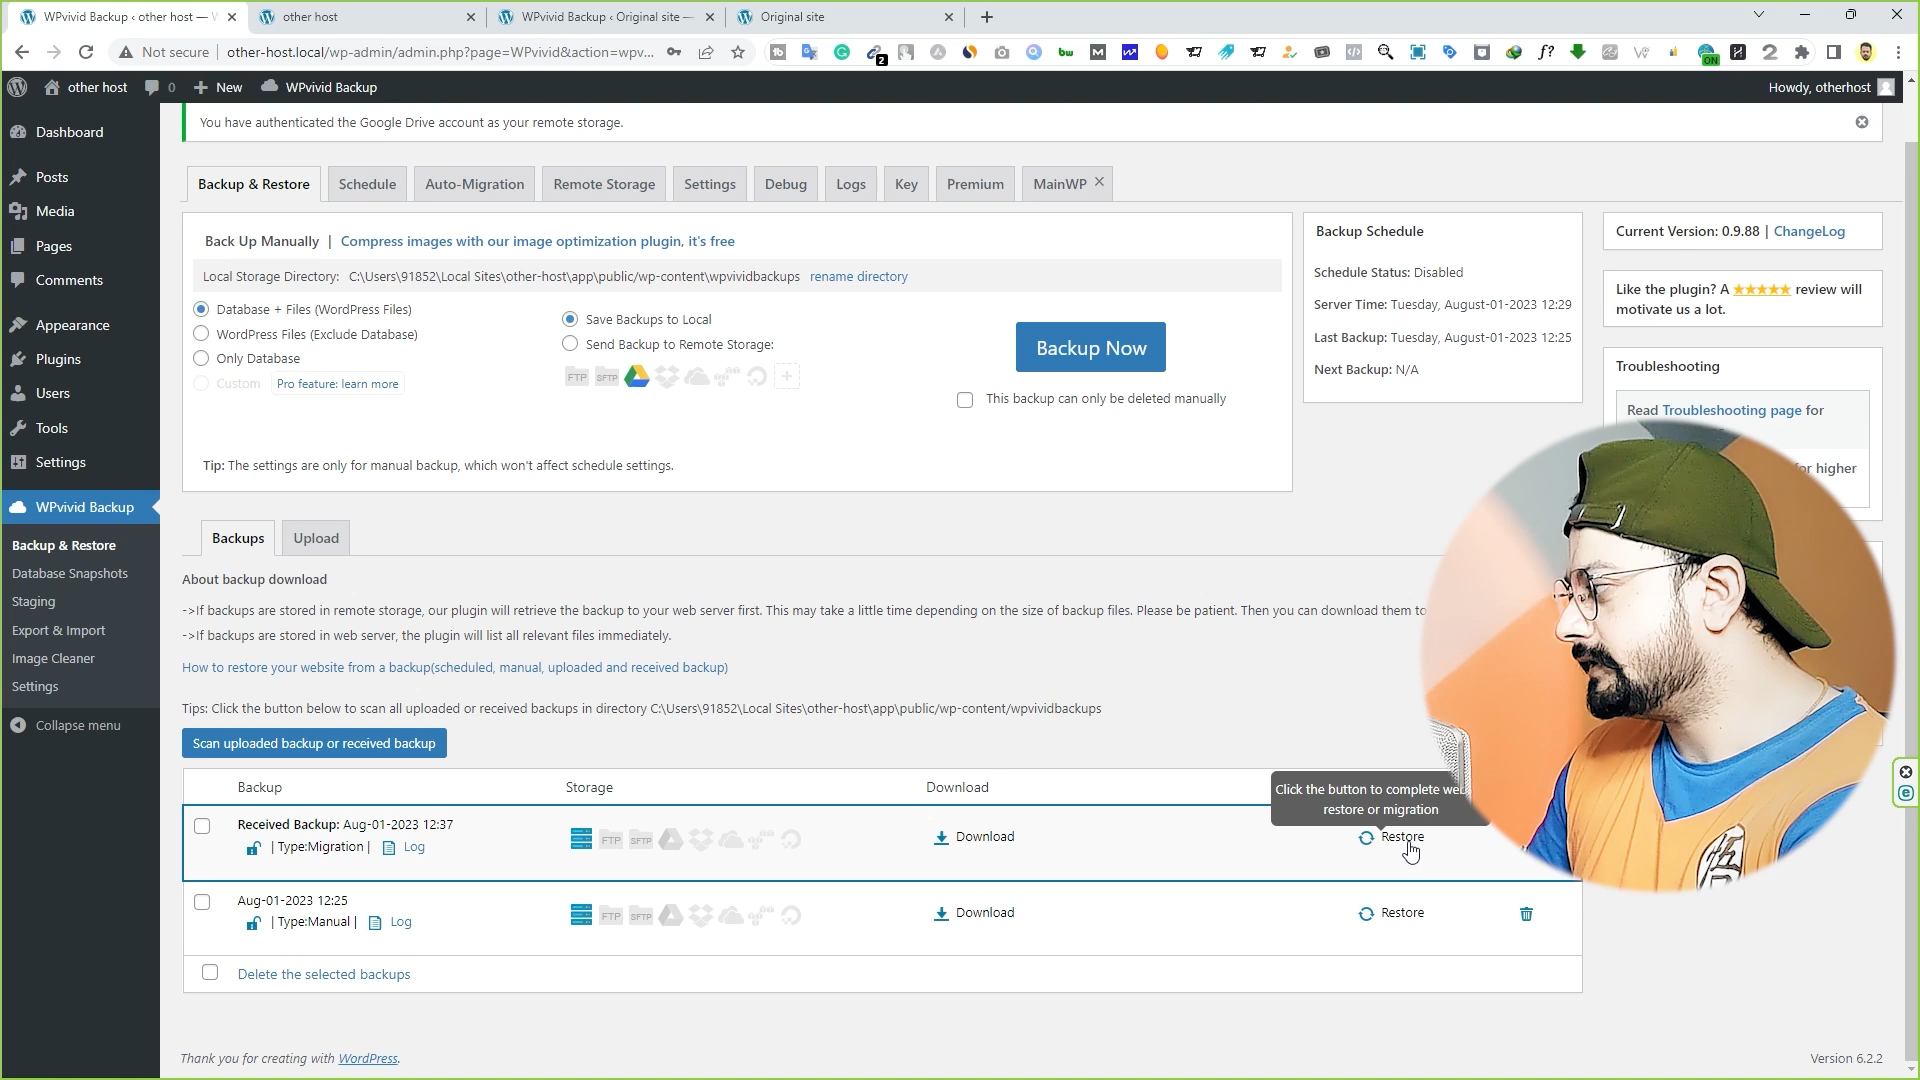 WPvivid Backup ‹ other host —
other host
WPvivid Backup ‹ Original site —
Original site
Not secure
other-host.local/wp-admin/admin.php?page=WPvivid&action=wpv...
other host
0
New
WPvivid Backup
Howdy, otherhost
You have authenticated the Google Drive account as your remote storage.
Dashboard
Posts
Media
Pages
Comments
Appearance
Plugins
Users
Tools
Settings
WPvivid Backup
Backup & Restore
Database Snapshots
Staging
Export & Import
Image Cleaner
Settings
Collapse menu
Backup & Restore
Schedule
Auto-Migration
Remote Storage
Settings
Debug
Logs
Key
Premium
MainWP
Back Up Manually | Compress images with our image optimization plugin, it's free
Local Storage Directory: C:\Users\91852\Local Sites\other-host\app\public/wp-content\wpvividbackups rename directory
Database + Files (WordPress Files)
WordPress Files (Exclude Database)
Only Database
Custom Pro feature: learn more
Save Backups to Local
Send Backup to Remote Storage:
FTP SFTP
Backup Now
This backup can only be deleted manually
Tip: The settings are only for manual backup, which won't affect schedule settings.
Backup Schedule
Schedule Status: Disabled
Server Time: Tuesday, August-01-2023 12:29
Last Backup: Tuesday, August-01-2023 12:25
Next Backup: N/A
Current Version: 0.9.88 | ChangeLog
Like the plugin? A ★★★★★ review will
motivate us a lot.
Troubleshooting
Read Troubleshooting page for
for higher
Backups
Upload
About backup download
->If backups are stored in remote storage, our plugin will retrieve the backup to your web server first. This may take a little time depending on the size of backup files. Please be patient. Then you can download them to
->If backups are stored in web server, the plugin will list all relevant files immediately.
How to restore your website from a backup(scheduled, manual, uploaded and received backup)
Tips: Click the button below to scan all uploaded or received backups in directory C:\Users\91852\Local Sites\other-host\app\public/wp-content/wpvividbackups
Scan uploaded backup or received backup
Backup
Storage
Download
Click the button to complete
restore or migration
Received Backup: Aug-01-2023 12:37
| Type:Migration | Log
FTP SFTP
Download
Restore
Aug-01-2023 12:25
| Type:Manual | Log
FTP SFTP
Download
Restore
Delete the selected backups
Thank you for creating with WordPress.
Version 6.2.2